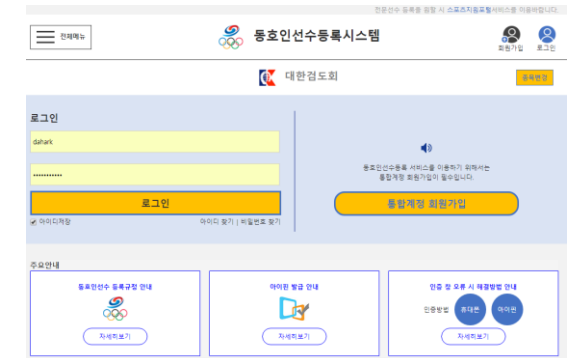 전문선수 등록을 원할 시 스포츠지원포털서비스를 이용바랍니다.
전체메뉴
동호인선수등록시스템
회원가입
로그인
대한검도회
종목변경
로그인
dahark
•••••••••••
로그인
아이디저장
아이디 찾기 | 비밀번호 찾기
동호인선수등록 서비스를 이용하기 위해서는
통합계정 회원가입이 필수입니다.
통합계정 회원가입
주요안내
동호인선수 등록규정 안내
자세히보기
아이핀 발급 안내
자세히보기
인증 창 오류 시 해결방법 안내
인증방법
휴대폰
아이핀
자세히보기